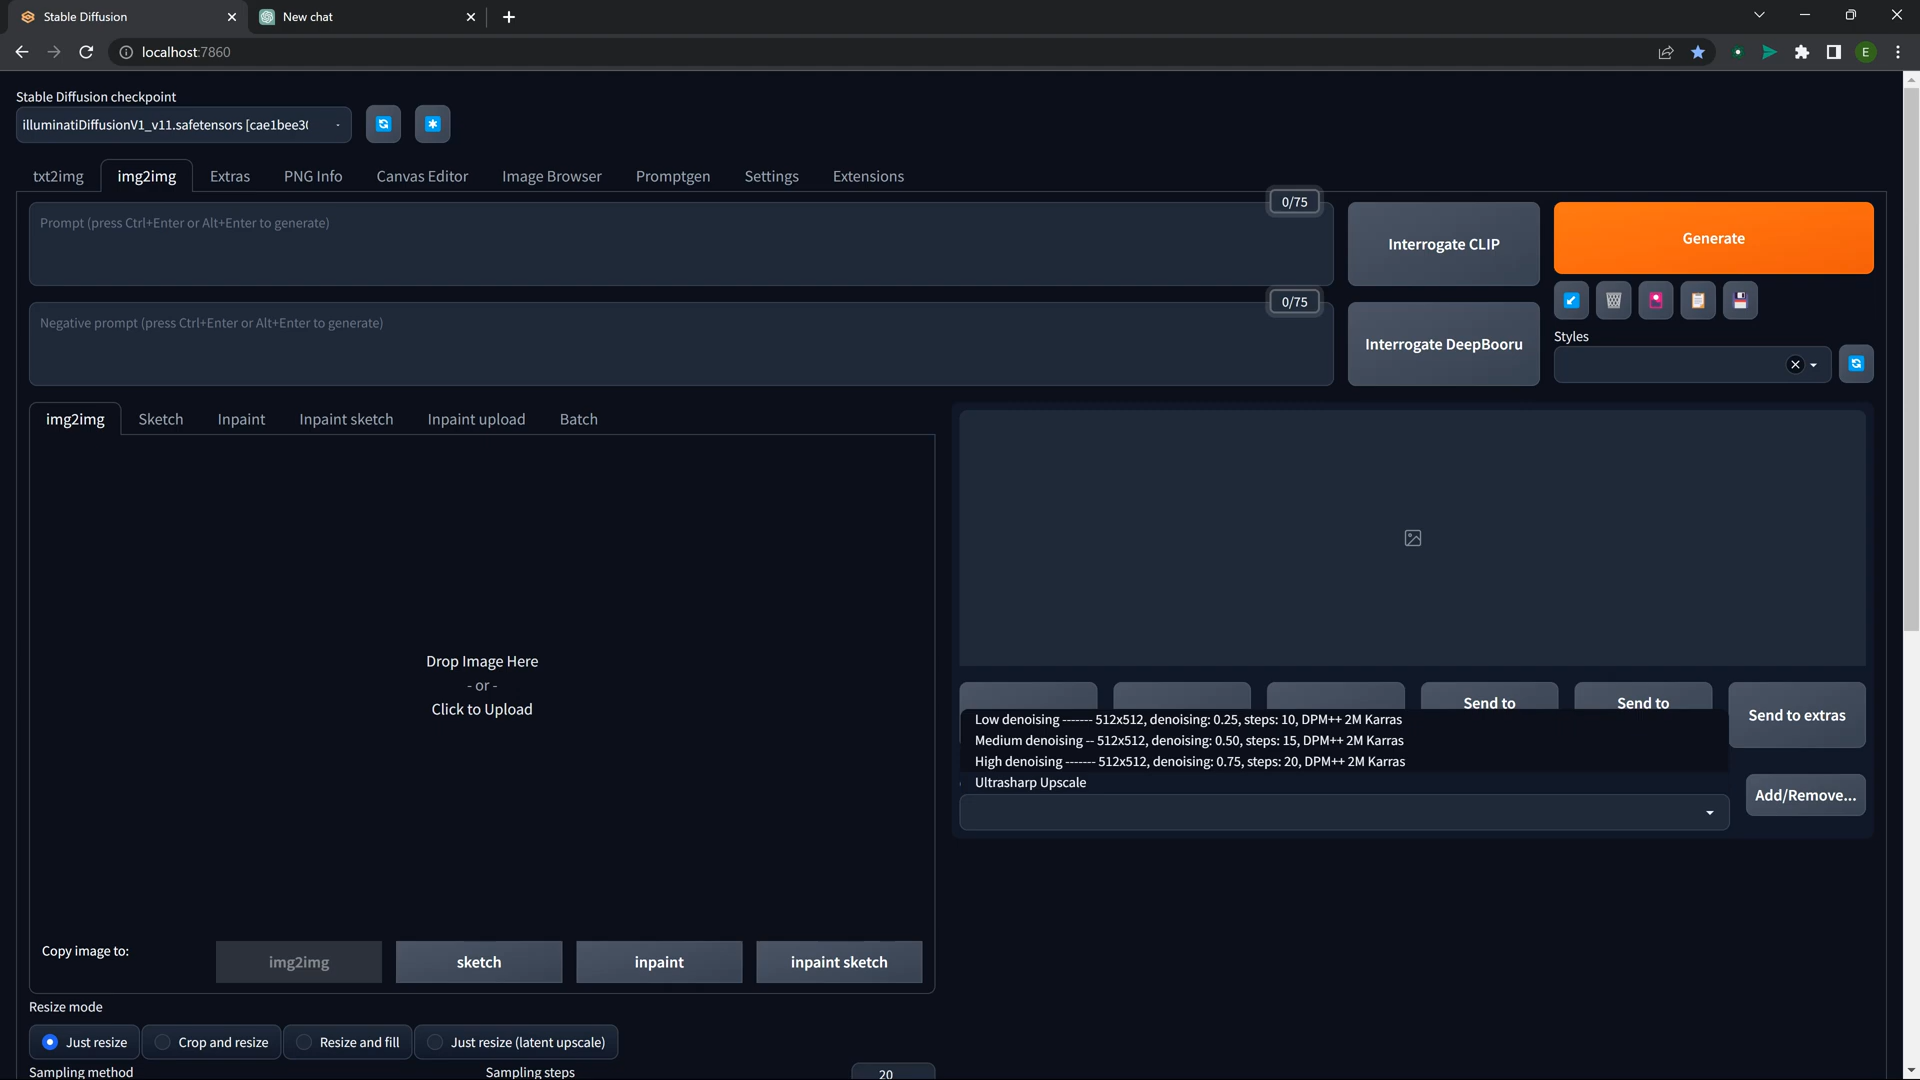 Stable Diffusion
New chat
localhost:7860
E
Stable Diffusion checkpoint
illuminatiDiffusionV1_v11.safetensors [cae1bee30
txt2img
img2img
Extras
PNG Info
Canvas Editor
Image Browser
Promptgen
Settings
Extensions
0/75
Prompt (press Ctrl+Enter or Alt+Enter to generate)
Interrogate CLIP
Generate
0/75
Negative prompt (press Ctrl+Enter or Alt+Enter to generate)
Interrogate DeepBooru
Styles
img2img
Sketch
Inpaint
Inpaint sketch
Inpaint upload
Batch
Drop Image Here
- or -
Click to Upload
Send to
Send to
Send to extras
Low denoising ------- 512x512, denoising: 0.25, steps: 10, DPM++ 2M Karras
Medium denoising -- 512x512, denoising: 0.50, steps: 15, DPM++ 2M Karras
High denoising ------- 512x512, denoising: 0.75, steps: 20, DPM++ 2M Karras
Ultrasharp Upscale
Add/Remove...
Copy image to:
img2img
sketch
inpaint
inpaint sketch
Resize mode
Just resize
Crop and resize
Resize and fill
Just resize (latent upscale)
Sampling method
Sampling steps
20